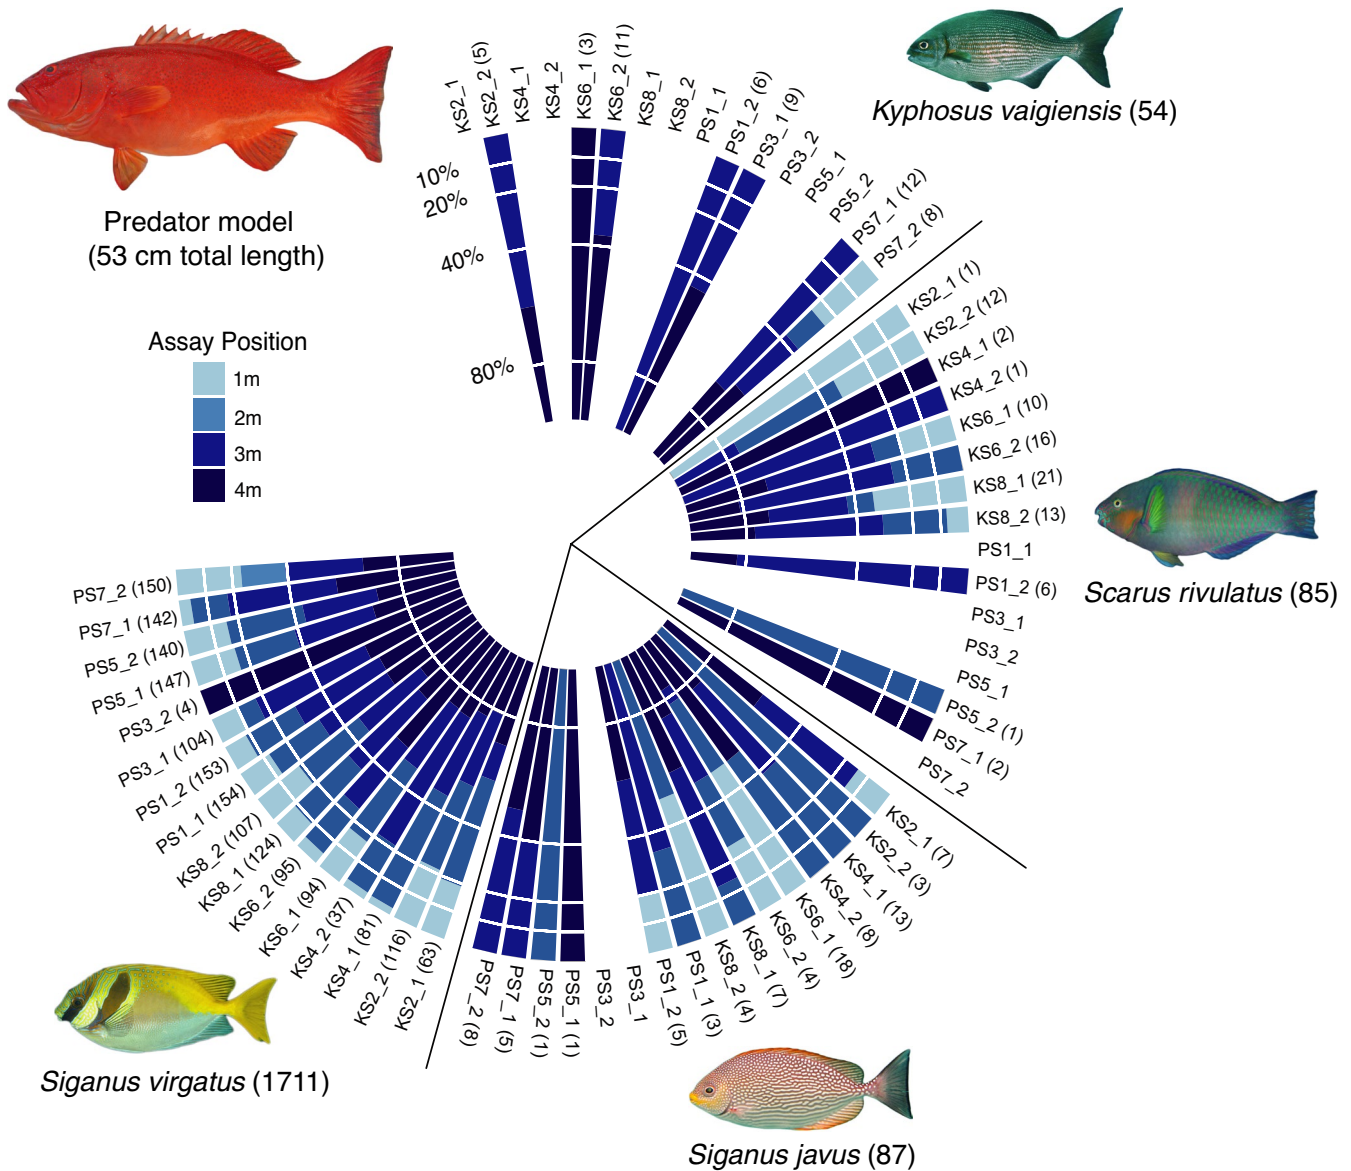 KS2_1
KS2_2 (5)
KS4_1
KS4_2
KS6_1 (3)
KS6_2 (11)
KS8_1
KS8_2
PS1_1
PS1_2 (6)
PS3_1 (9)
PS3_2
PS5_1
PS5_2
PS7_1 (12)
PS7_2 (8)
Kyphosus vaigiensis (54)
10%
20%
40%
80%
Predator model
(53 cm total length)
Assay Position
1m
2m
3m
4m
KS2_1 (1)
KS2_2 (12)
KS4_1 (2)
KS4_2 (1)
KS6_1 (10)
KS6_2 (16)
KS8_1 (21)
KS8_2 (13)
PS1_1
PS1_2 (6)
PS3_1
PS3_2
PS5_1
PS5_2 (1)
PS7_1 (2)
PS7_2
Scarus rivulatus (85)
KS2_1 (7)
KS2_2 (3)
KS4_1 (13)
KS4_2 (8)
KS6_1 (18)
KS6_2 (4)
KS8_1 (7)
KS8_2 (4)
PS1_1 (3)
PS1_2 (5)
PS3_1
PS3_2
PS5_1 (1)
PS5_2 (1)
PS7_1 (5)
PS7_2 (8)
Siganus javus (87)
KS2_1 (63)
KS2_2 (116)
KS4_1 (81)
KS4_2 (37)
KS6_1 (94)
KS6_2 (95)
KS8_1 (124)
KS8_2 (107)
PS1_1 (154)
PS1_2 (153)
PS3_1 (104)
PS3_2 (4)
PS5_1 (147)
PS5_2 (140)
PS7_1 (142)
PS7_2 (150)
Siganus virgatus (1711)